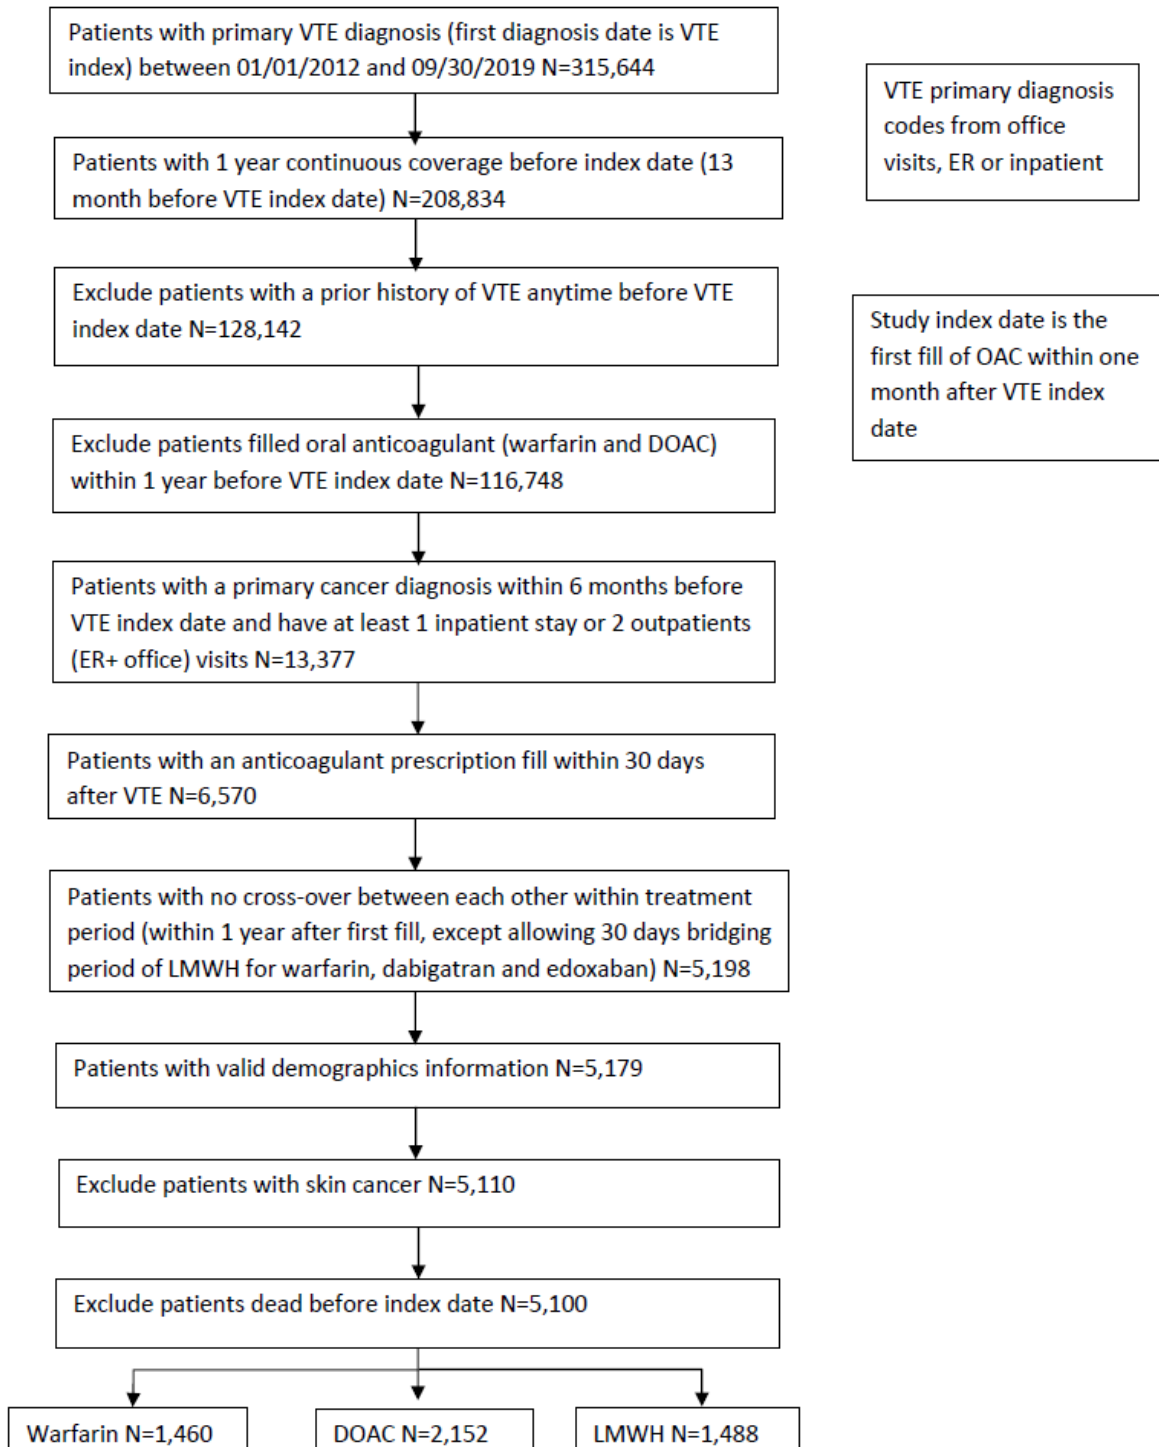 Patients with primary VTE diagnosis (first diagnosis date is VTE
index) between 01/01/2012 and 09/30/2019 N=315,644
VTE primary diagnosis
codes from office
visits, ER or inpatient
Patients with 1 year continuous coverage before index date (13
month before VTE index date) N=208,834
Exclude patients with a prior history of VTE anytime before VTE
index date N=128,142
Study index date is the
first fill of OAC within one
month after VTE index
date
Exclude patients filled oral anticoagulant (warfarin and DOAC)
within 1 year before VTE index date N=116,748
Patients with a primary cancer diagnosis within 6 months before
VTE index date and have at least 1 inpatient stay or 2 outpatients
(ER+ office) visits N=13,377
Patients with an anticoagulant prescription fill within 30 days
after VTE N=6,570
Patients with no cross-over between each other within treatment
period (within 1 year after first fill, except allowing 30 days bridging
period of LMWH for warfarin, dabigatran and edoxaban) N=5,198
Patients with valid demographics information N=5,179
Exclude patients with skin cancer N=5,110
Exclude patients dead before index date N=5,100
Warfarin N=1,460
DOAC N=2,152
LMWH N=1,488